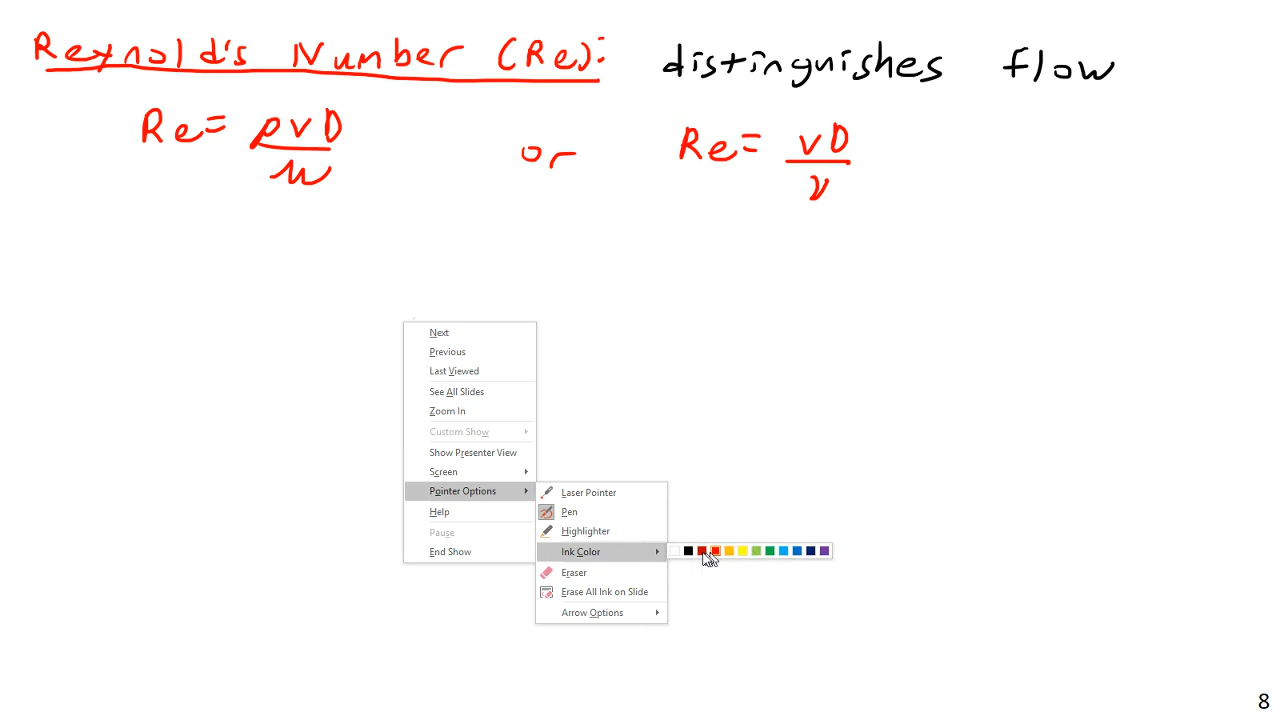 Reynold's Number (Re): distinguishes flow
Re = ρvD/μ or Re = vD/ν
Next
Previous
Last Viewed
See All Slides
Zoom In
Custom Show
Show Presenter View
Screen
Pointer Options
Help
Pause
End Show
Laser Pointer
Pen
Highlighter
Ink Color
Eraser
Erase All Ink on Slide
Arrow Options
8